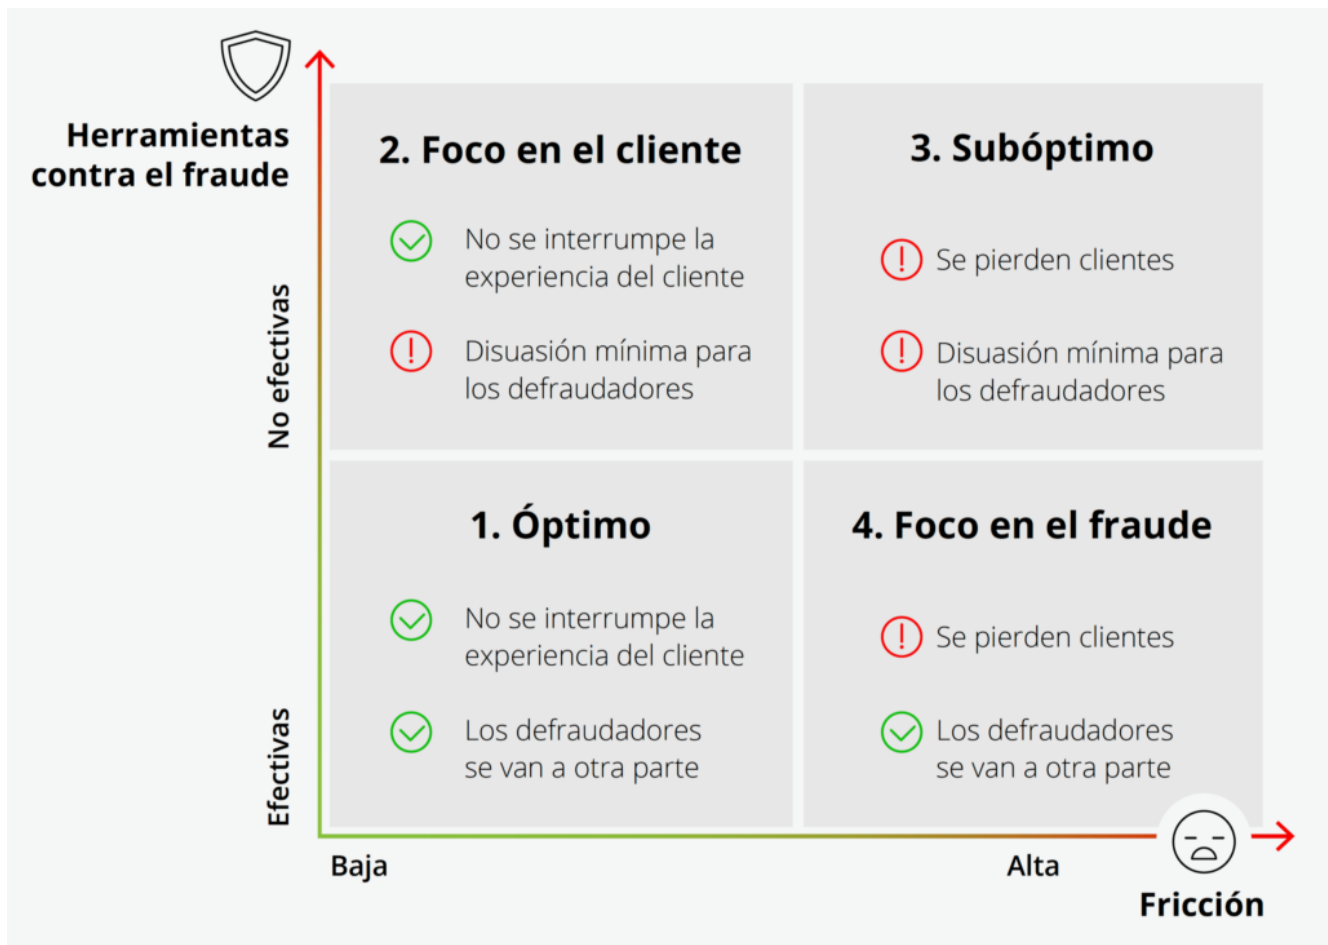 Herramientas
contra el fraude
No efectivas
Efectivas
2. Foco en el cliente
No se interrumpe la
experiencia del cliente
Disuasión mínima para
los defraudadores
3. Subóptimo
Se pierden clientes
Disuasión mínima para
los defraudadores
1. Óptimo
No se interrumpe la
experiencia del cliente
Los defraudadores
se van a otra parte
4. Foco en el fraude
Se pierden clientes
Los defraudadores
se van a otra parte
Baja
Alta
Fricción